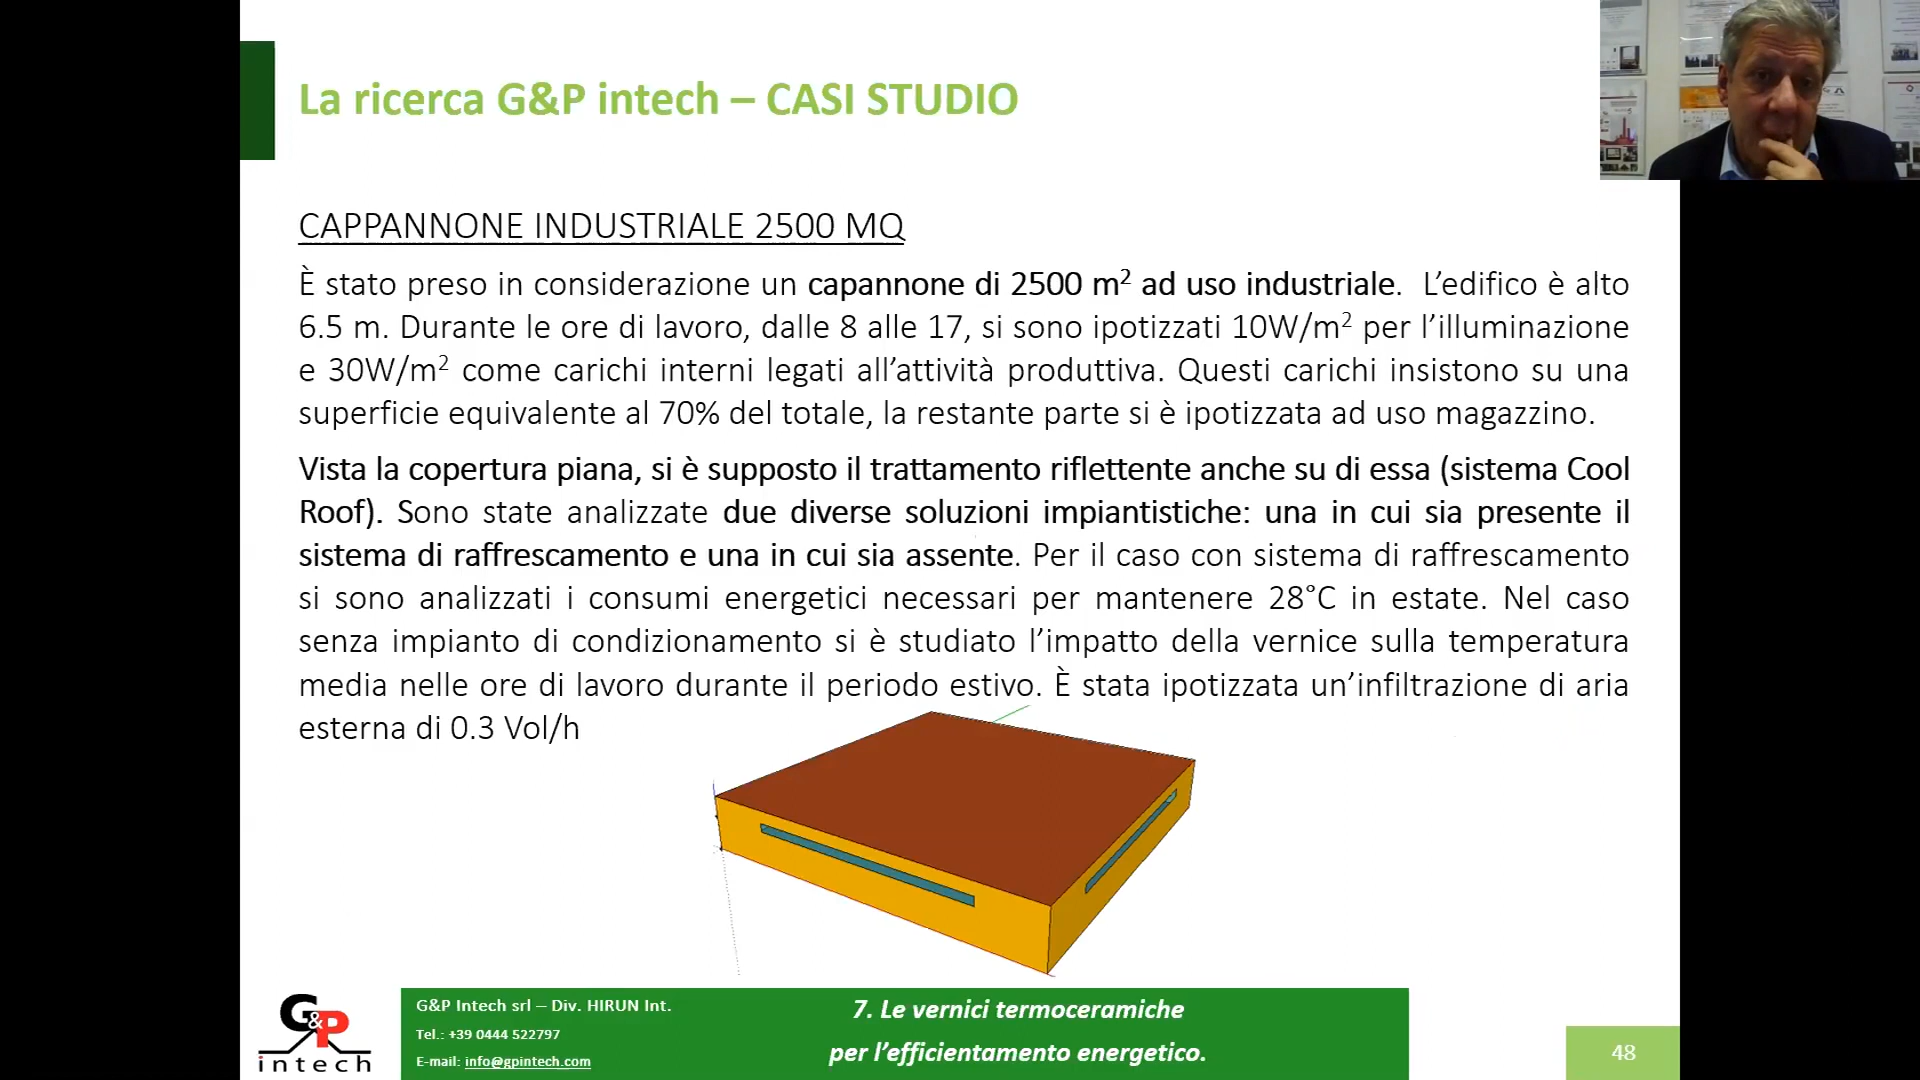 La ricerca G&P intech – CASI STUDIO
CAPPANNONE INDUSTRIALE 2500 MQ
È stato preso in considerazione un capannone di 2500 m² ad uso industriale. L’edifico è alto
6.5 m. Durante le ore di lavoro, dalle 8 alle 17, si sono ipotizzati 10W/m² per l’illuminazione
e 30W/m² come carichi interni legati all’attività produttiva. Questi carichi insistono su una
superficie equivalente al 70% del totale, la restante parte si è ipotizzata ad uso magazzino.
Vista la copertura piana, si è supposto il trattamento riflettente anche su di essa (sistema Cool
Roof). Sono state analizzate due diverse soluzioni impiantistiche: una in cui sia presente il
sistema di raffrescamento e una in cui sia assente. Per il caso con sistema di raffrescamento
si sono analizzati i consumi energetici necessari per mantenere 28°C in estate. Nel caso
senza impianto di condizionamento si è studiato l’impatto della vernice sulla temperatura
media nelle ore di lavoro durante il periodo estivo. È stata ipotizzata un’infiltrazione di aria
esterna di 0.3 Vol/h
G&P
intech
G&P Intech srl – Div. HIRUN Int.
Tel.: +39 0444 522797
E-mail: info@gpintech.com
7. Le vernici termoceramiche
per l’efficientamento energetico.
48